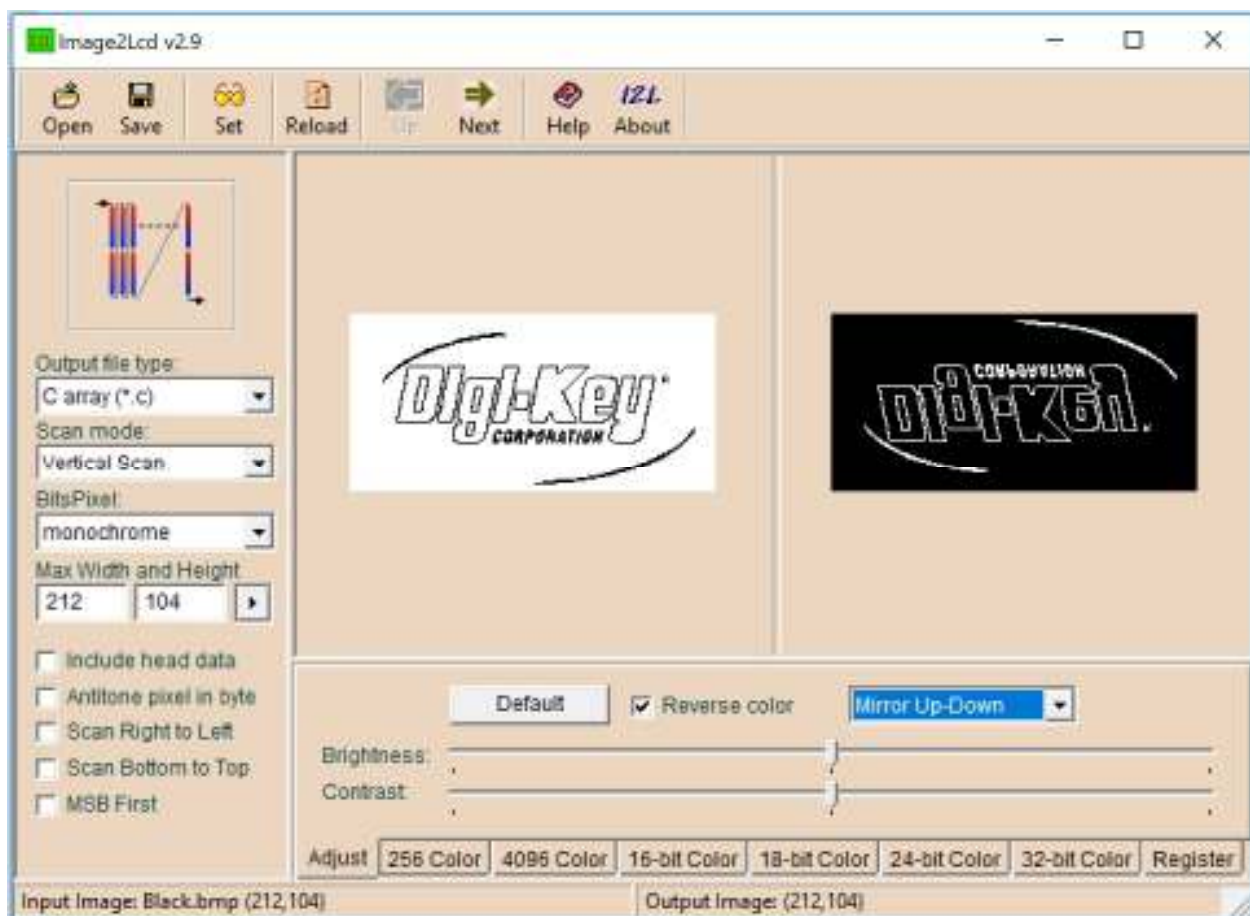 Image2Lcd v2.9
Open Save Set Reload Up Next Help I2L About
Output file type:
C array (*.c)
Scan mode:
Vertical Scan
BitsPixel:
monochrome
Max Width and Height
212 104
Include head data
Antitone pixel in byte
Scan Right to Left
Scan Bottom to Top
MSB First
Digi-Key
CORPORATION
CORPORATION
Digi-Key
Default Reverse color Mirror Up-Down
Brightness:
Contrast:
Adjust 256 Color 4096 Color 16-bit Color 18-bit Color 24-bit Color 32-bit Color Register
Input Image: Black.bmp (212,104) Output Image: (212,104)